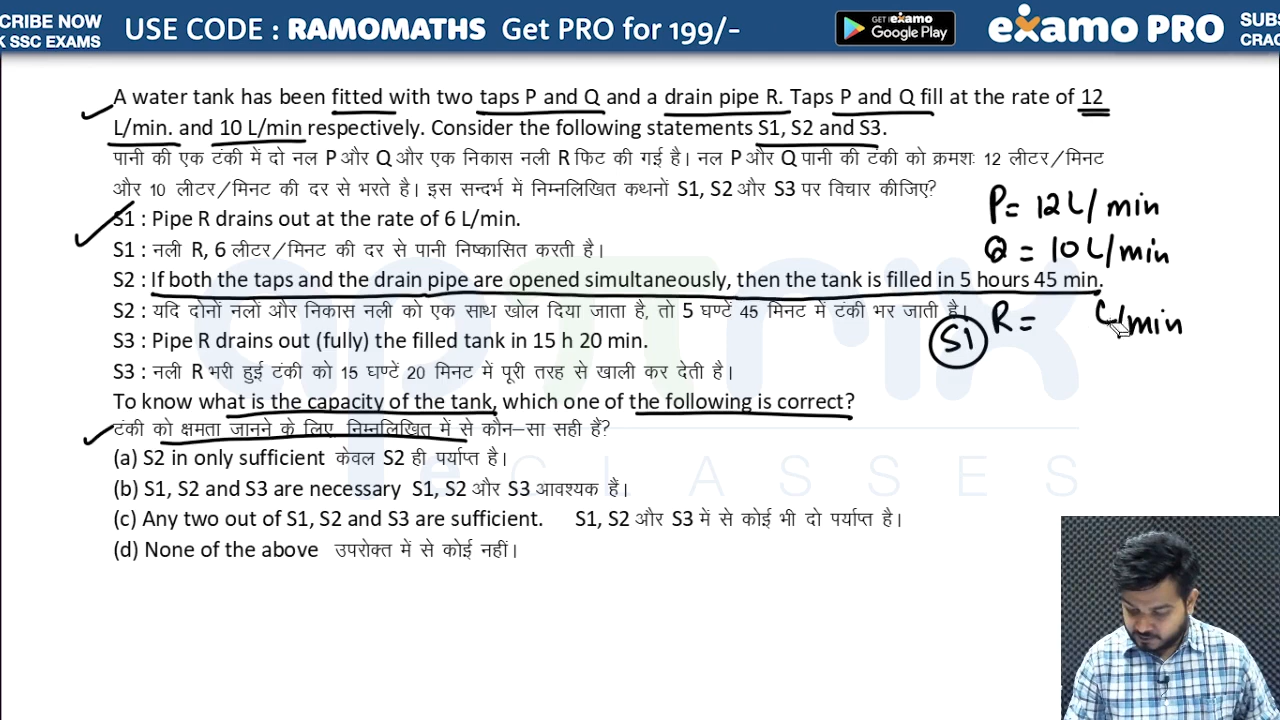 CRIBE NOW
K SSC EXAMS
USE CODE : RAMOMATHS Get PRO for 199/-
GET IT ON examo
Google Play
examo PRO
SUBS
CRAC
A water tank has been fitted with two taps P and Q and a drain pipe R. Taps P and Q fill at the rate of 12
L/min. and 10 L/min respectively. Consider the following statements S1, S2 and S3.
पानी की एक टंकी में दो नल P और Q और एक निकास नली R फिट की गई है। नल P और Q पानी की टंकी को क्रमशः 12 लीटर/मिनट
और 10 लीटर/मिनट की दर से भरते है। इस सन्दर्भ में निम्नलिखित कथनों S1, S2 और S3 पर विचार कीजिए?
P= 12L/min
S1 : Pipe R drains out at the rate of 6 L/min.
S1 : नली R, 6 लीटर/मिनट की दर से पानी निष्कासित करती है।
Q = 10L/min
S2 : If both the taps and the drain pipe are opened simultaneously, then the tank is filled in 5 hours 45 min.
S2 : यदि दोनों नलों और निकास नली को एक साथ खोल दिया जाता है, तो 5 घण्टें 45 मिनट में टंकी भर जाती है।
R= L/min
S1
S3 : Pipe R drains out (fully) the filled tank in 15 h 20 min.
S3 : नली R भरी हुई टंकी को 15 घण्टें 20 मिनट में पूरी तरह से खाली कर देती है।
To know what is the capacity of the tank, which one of the following is correct?
टंकी को क्षमता जानने के लिए निम्नलिखित में से कौन–सा सही हैं?
(a) S2 in only sufficient केवल S2 ही पर्याप्त है।
(b) S1, S2 and S3 are necessary S1, S2 और S3 आवश्यक हैं।
(c) Any two out of S1, S2 and S3 are sufficient. S1, S2 और S3 में से कोई भी दो पर्याप्त है।
(d) None of the above उपरोक्त में से कोई नहीं।
CLASSES